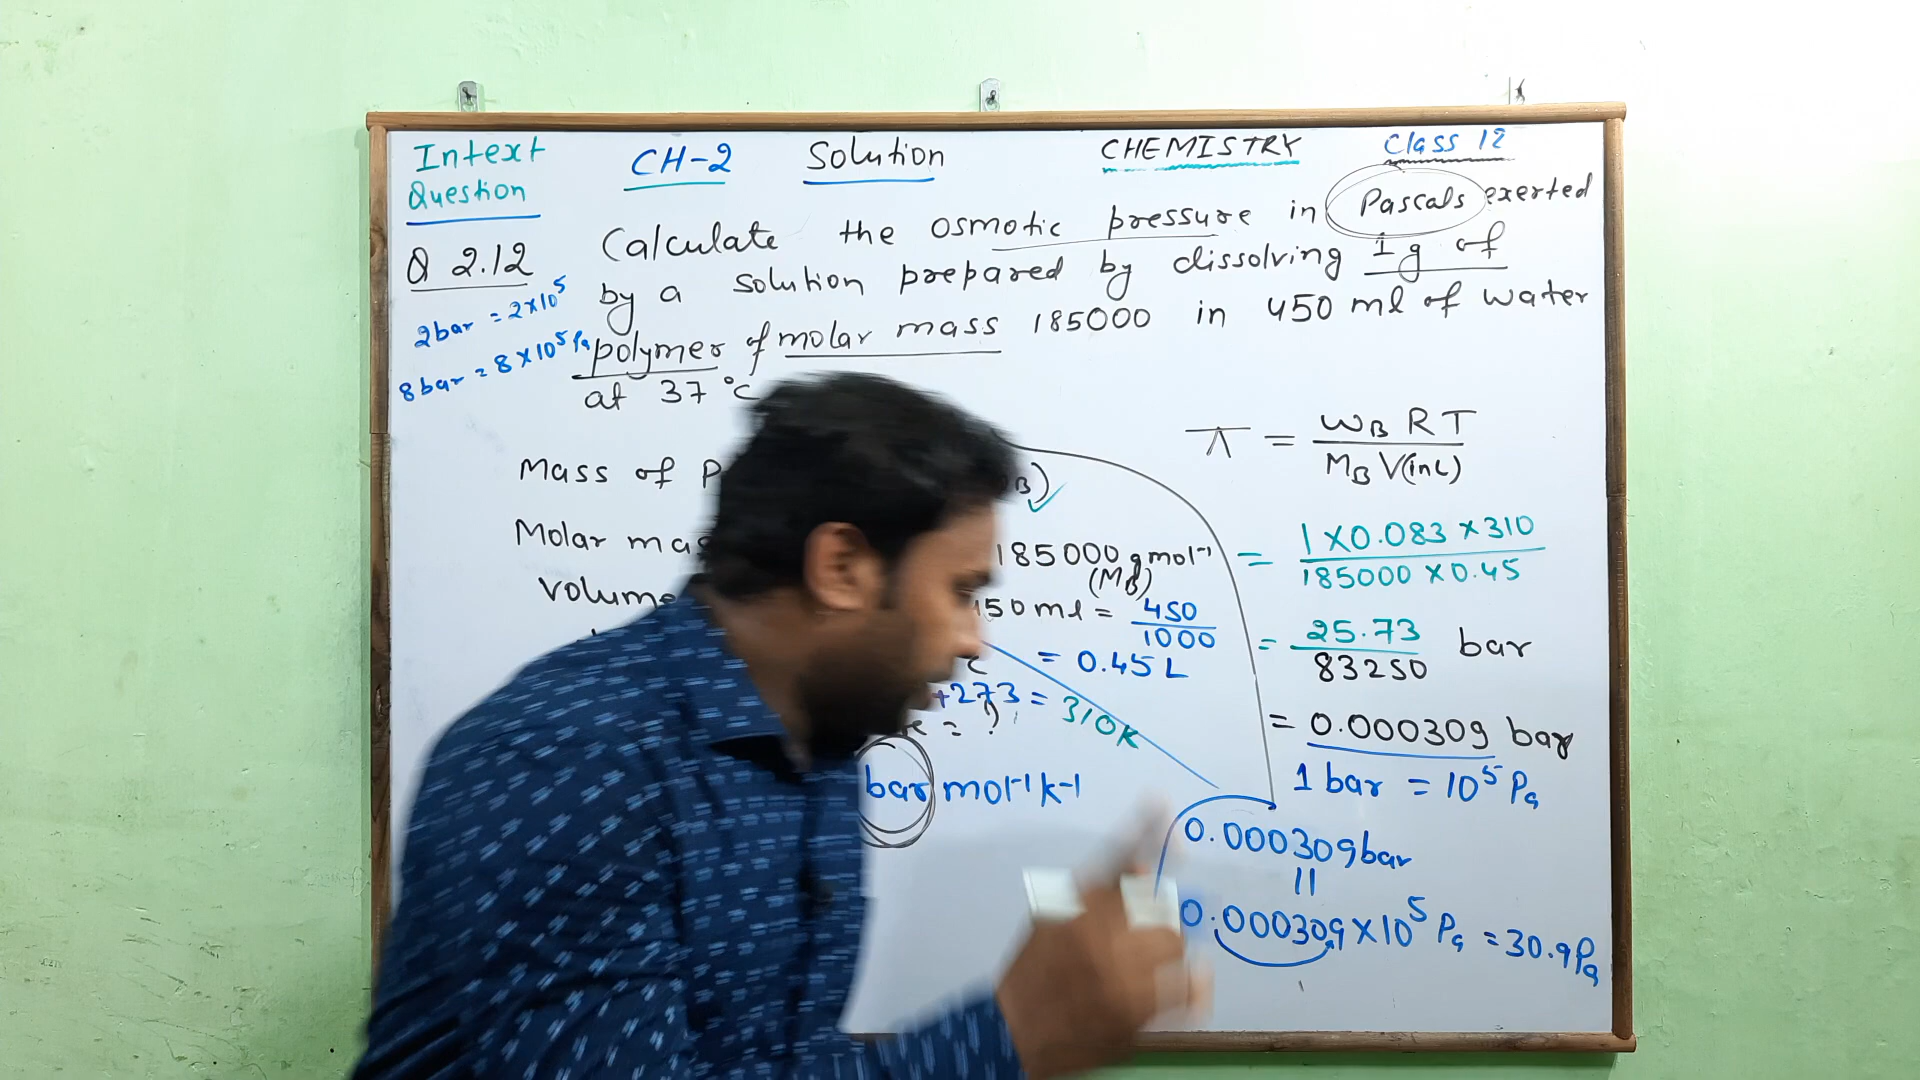 Intext Question
CH-2 Solution CHEMISTRY Class 12
Q 2.12 Calculate the osmotic pressure in Pascals exerted
by a solution prepared by dissolving 1g of
polymer of molar mass 185000 in 450 ml of water
at 37 °C
2bar = 2×10⁵
8bar = 8×10⁵ Pa
Mass of B)
Molar 185000 g mol⁻¹
(MB)
Volume 50 ml = 450/1000
= 0.45 L
+273 = 310K
= ?
bar mol⁻¹ k⁻¹
π = WB R T / MB V(in L)
= 1 × 0.083 × 310 / 185000 × 0.45
= 25.73 / 83250 bar
= 0.000309 bar
1 bar = 10⁵ Pa
0.000309 bar
=
0.000309 × 10⁵ Pa = 30.9 Pa